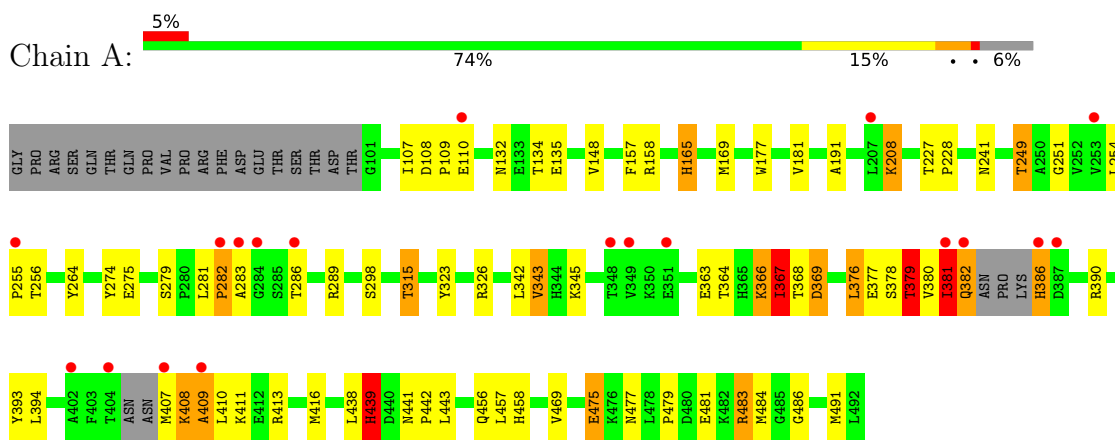 5%
Chain A:
74% 15% • • 6%
GLY PRO ARG SER GLN THR GLN PRO VAL PRO ARG PHE ASP GLU THR SER THR ASP THR G101 I107 D108 P109 E110 N132 E133 T134 E135 V148 F157 R158 H165 M169 W177 V181 A191 L207 K208 T227 P228 N241 T249 A250 G251 V252 V253 L254
P255 T256 Y264 Y274 E275 S279 P280 L281 P282 A283 G284 S285 T286 R289 S298 T315 Y323 R326 L342 V343 H344 K345 T348 V349 K350 E351 E363 T364 H365 K366 I367 T368 D369 L376 E377 S378 T379 V380 I381 Q382 ASN PRO LYS H386 D387 R390
Y393 L394 A402 F403 T404 ASN ASN M407 K408 A409 L410 K411 E412 R413 M416 L438 H439 D440 N441 P442 L443 Q456 L457 H458 V469 E475 K476 N477 L478 P479 D480 E481 K482 R483 M484 G485 G486 M491 L492